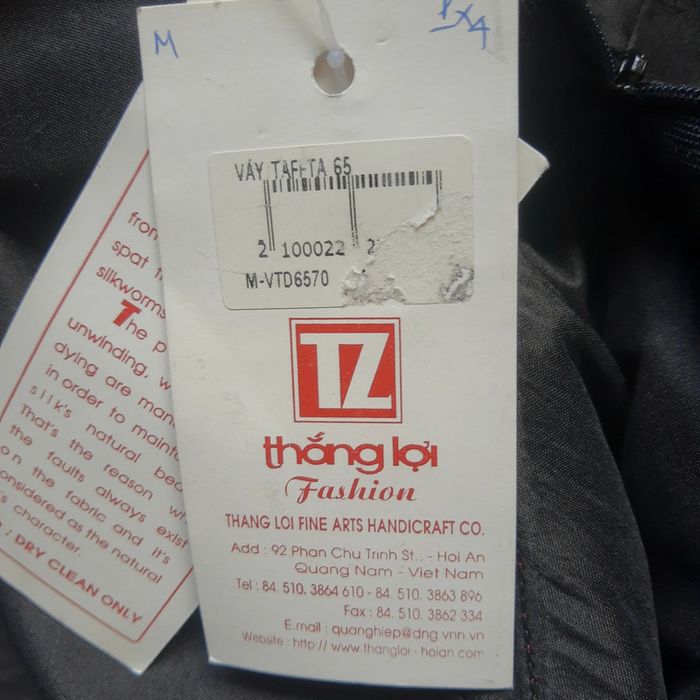 M
1x4
VÁY TAFETA 65
2 100022 2
M-VTD6570
TZ
thắng lợi
Fashion
THANG LOI FINE ARTS HANDICRAFT CO.
Add : 92 Phan Chu Trinh St., - Hoi An
Quang Nam - Viet Nam
Tel : 84. 510. 3864 610 - 84. 510. 3863 896
Fax : 84. 510. 3862 334
E.mail : quanghiep@dng.vnn.vn
Website : http// www.thangloi - hoian.com
from
spat
silkworms
The p
unwinding, w
dying are man
in order to maint
silk's natural bea
That's the reason wh
the faults always exist
on the fabric and it's
considered as the natural
character.
: DRY CLEAN ONLY